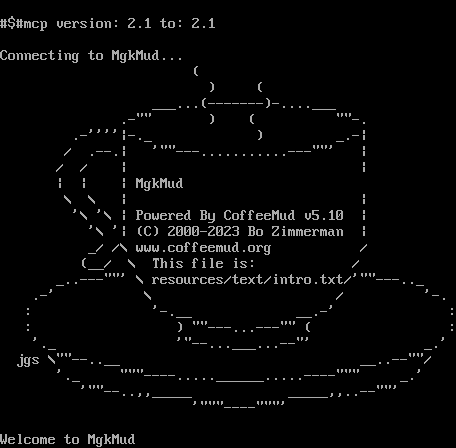 #$#mcp version: 2.1 to: 2.1
Connecting to MgkMud...
MgkMud
Powered By CoffeeMud v5.10
(C) 2000-2023 Bo Zimmerman
www.coffeemud.org
This file is:
resources/text/intro.txt/
jgs
Welcome to MgkMud